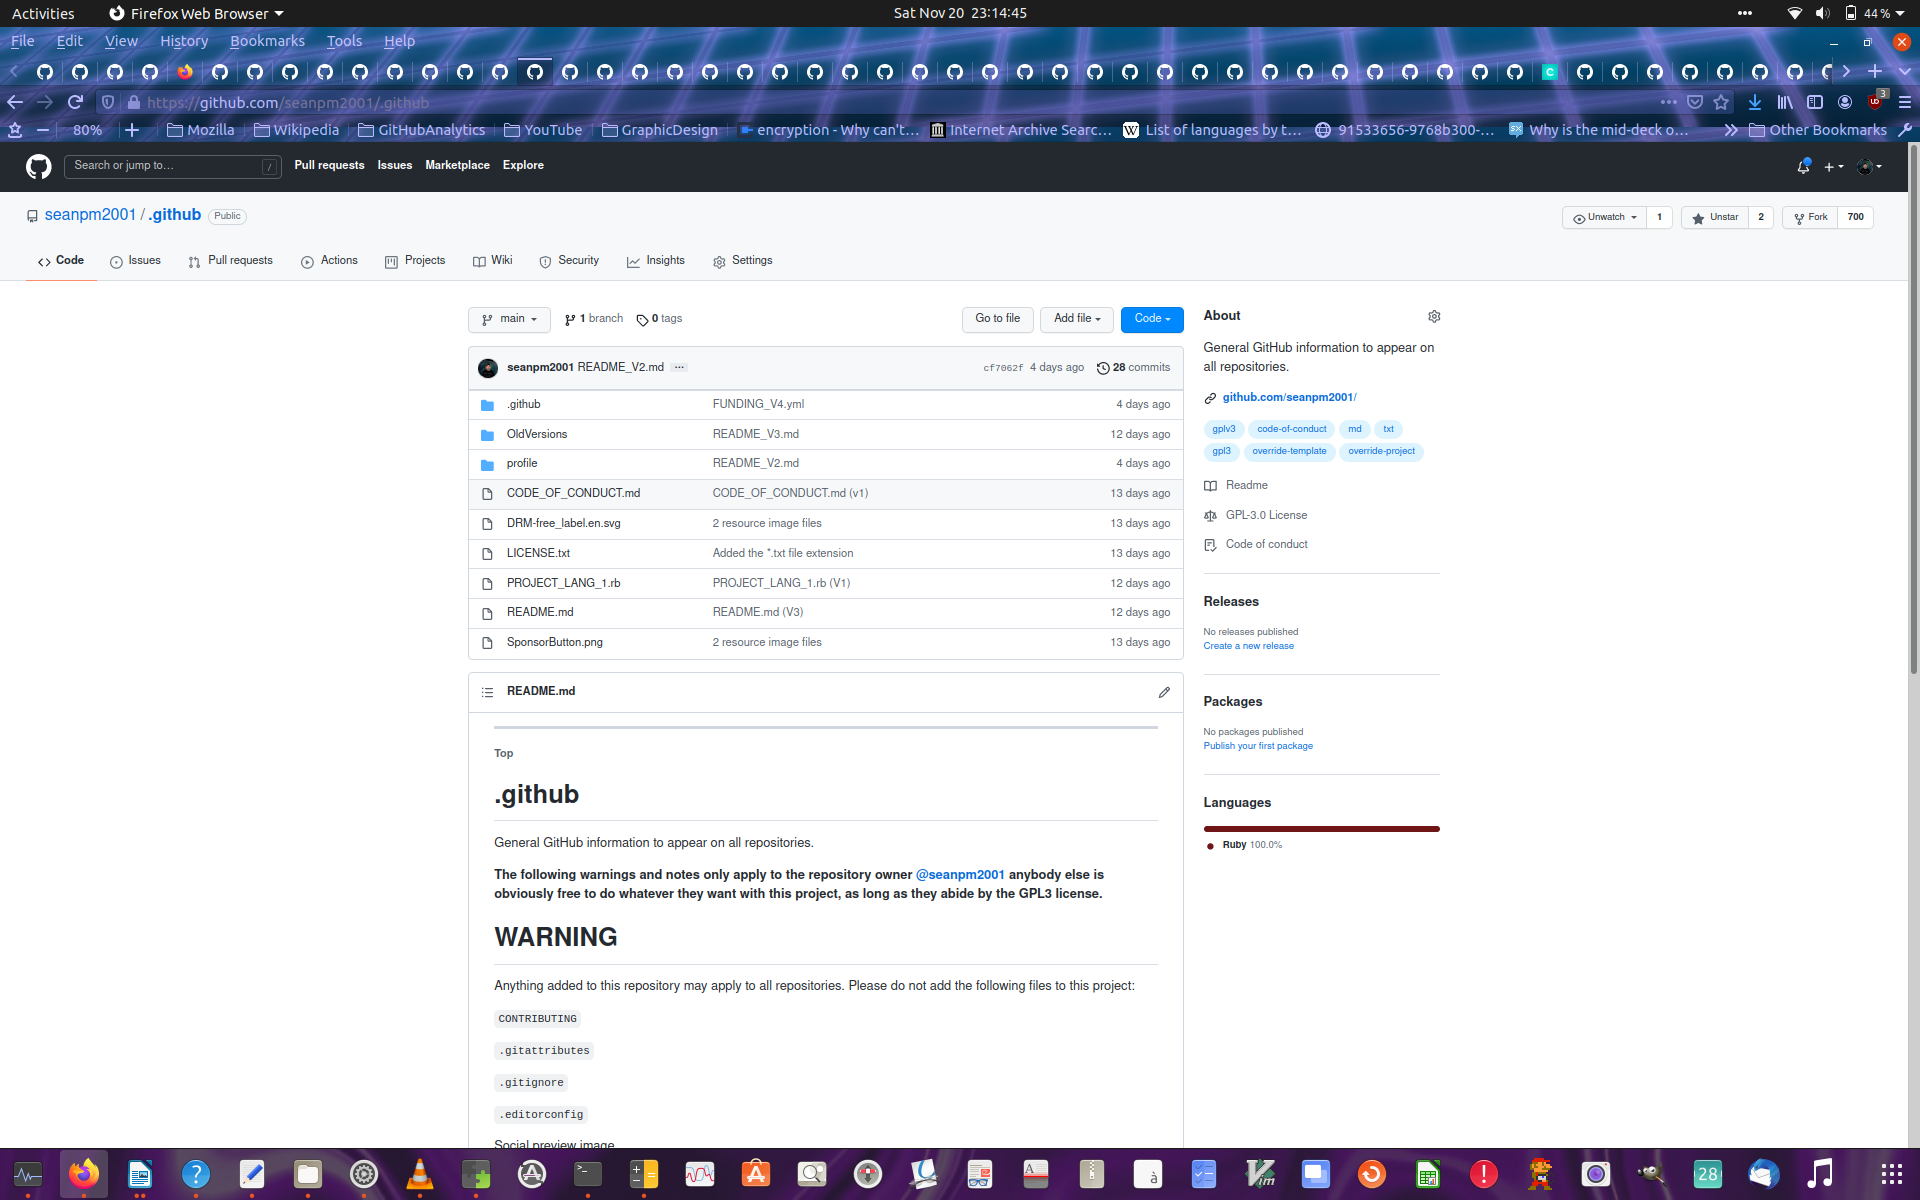 Activities
Firefox Web Browser
Sat Nov 20 23:14:45
44 %
File Edit View History Bookmarks Tools Help
C
https://github.com/seanpm2001/.github
3
80%
Mozilla
Wikipedia
GitHubAnalytics
YouTube
GraphicDesign
encryption - Why can't…
Internet Archive Searc…
W List of languages by t…
91533656-9768b300-…
Why is the mid-deck o…
Other Bookmarks
Search or jump to…
/
Pull requests Issues Marketplace Explore
seanpm2001 / .github Public
Unwatch 1
Unstar 2
Fork 700
Code Issues Pull requests Actions Projects Wiki Security Insights Settings
main 1 branch 0 tags
Go to file Add file Code
seanpm2001 README_V2.md ... cf7062f 4 days ago 28 commits
.github FUNDING_V4.yml 4 days ago
OldVersions README_V3.md 12 days ago
profile README_V2.md 4 days ago
CODE_OF_CONDUCT.md CODE_OF_CONDUCT.md (v1) 13 days ago
DRM-free_label.en.svg 2 resource image files 13 days ago
LICENSE.txt Added the *.txt file extension 13 days ago
PROJECT_LANG_1.rb PROJECT_LANG_1.rb (V1) 12 days ago
README.md README.md (V3) 12 days ago
SponsorButton.png 2 resource image files 13 days ago
README.md
Top
.github
General GitHub information to appear on all repositories.
The following warnings and notes only apply to the repository owner @seanpm2001 anybody else is
obviously free to do whatever they want with this project, as long as they abide by the GPL3 license.
WARNING
Anything added to this repository may apply to all repositories. Please do not add the following files to this project:
CONTRIBUTING
.gitattributes
.gitignore
.editorconfig
Social preview image
About
General GitHub information to appear on
all repositories.
github.com/seanpm2001/
gplv3 code-of-conduct md txt
gpl3 override-template override-project
Readme
GPL-3.0 License
Code of conduct
Releases
No releases published
Create a new release
Packages
No packages published
Publish your first package
Languages
Ruby 100.0%
28